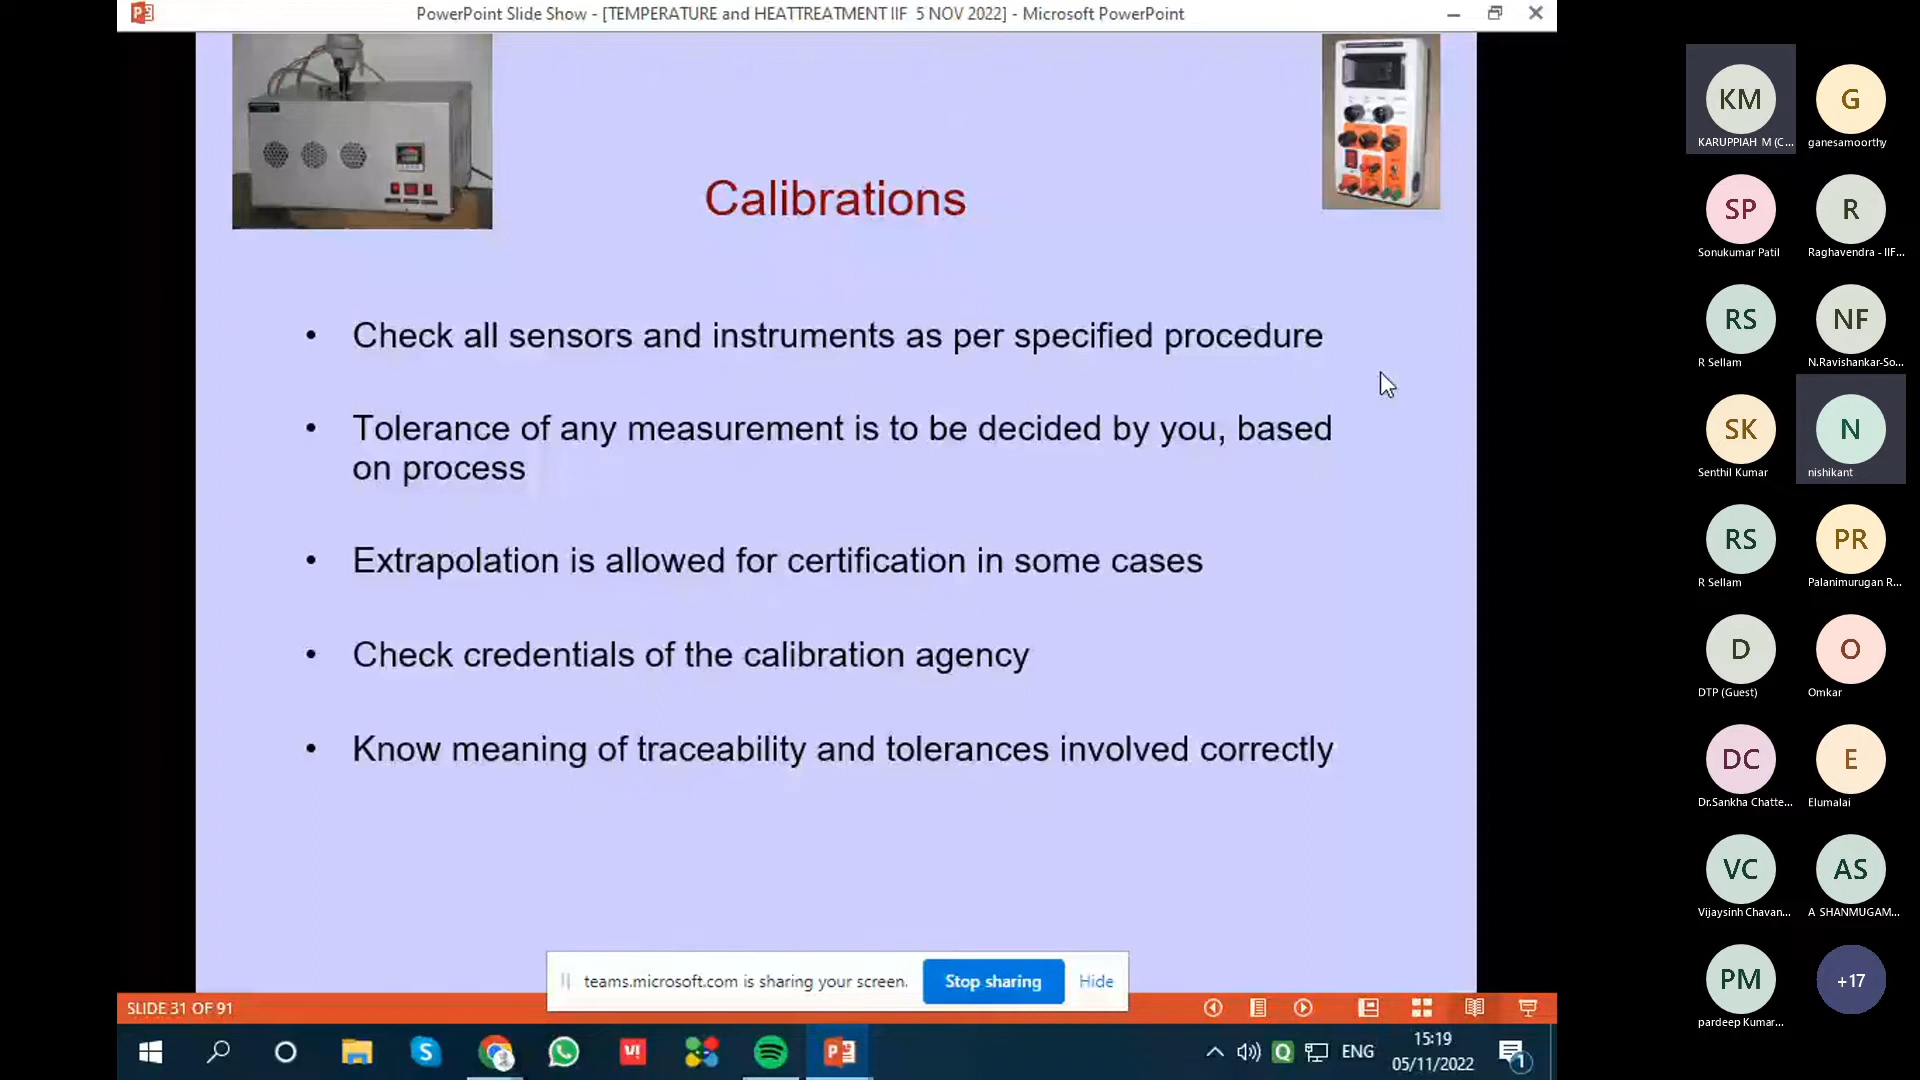 PowerPoint Slide Show - [TEMPERATURE and HEATTREATMENT IIF 5 NOV 2022] - Microsoft PowerPoint
Calibrations
• Check all sensors and instruments as per specified procedure
• Tolerance of any measurement is to be decided by you, based
on process
• Extrapolation is allowed for certification in some cases
• Check credentials of the calibration agency
• Know meaning of traceability and tolerances involved correctly
teams.microsoft.com is sharing your screen. Stop sharing Hide
SLIDE 31 OF 91
ENG
15:19
05/11/2022
1
KM G
KARUPPIAH M (C... ganesamoorthy
SP R
Sonukumar Patil Raghavendra - IIF...
RS NF
R Sellam N.Ravishankar-So...
SK N
Senthil Kumar nishikant
RS PR
R Sellam Palanimurugan R...
D O
DTP (Guest) Omkar
DC E
Dr.Sankha Chatte... Elumalai
VC AS
Vijaysinh Chavan... A SHANMUGAM...
PM +17
pardeep Kumar...